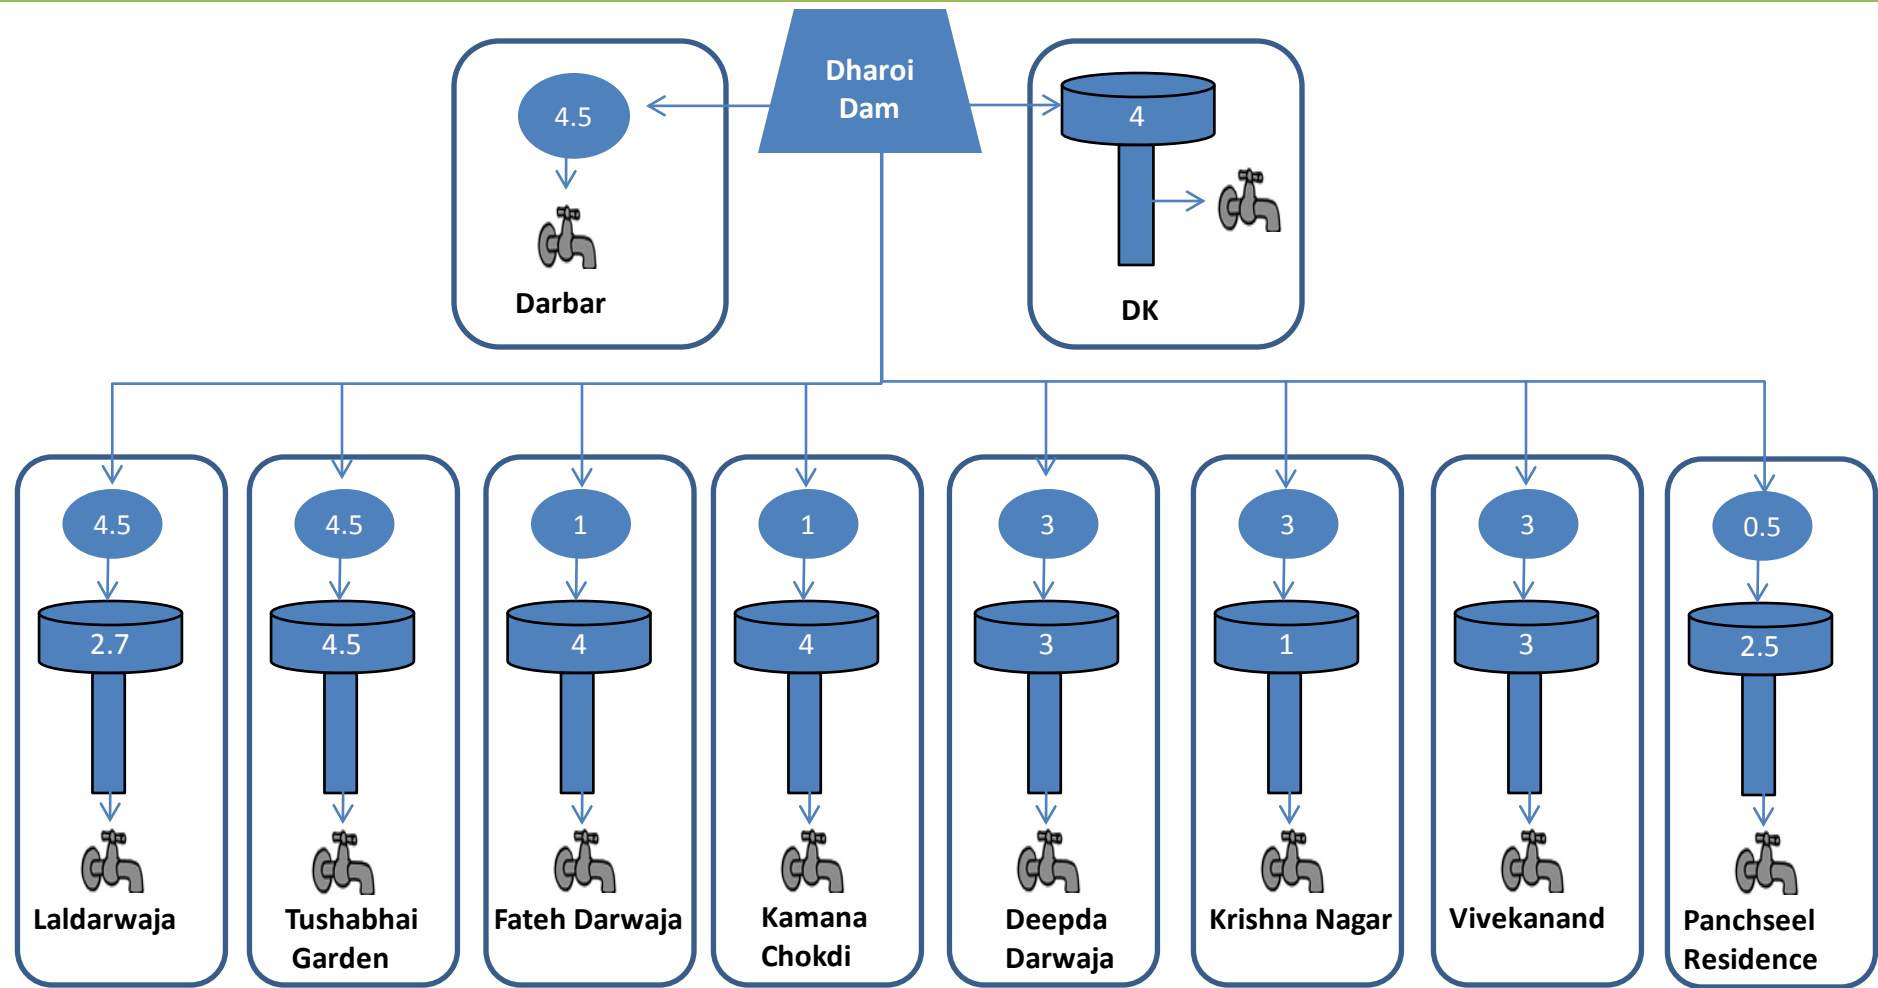 Dharoi
Dam
4.5
4
Darbar
DK
4.5
4.5
1
1
3
3
3
0.5
2.7
4.5
4
4
3
1
3
2.5
Laldarwaja
Tushabhai
Garden
Fateh Darwaja
Kamana
Chokdi
Deepda
Darwaja
Krishna Nagar
Vivekanand
Panchseel
Residence